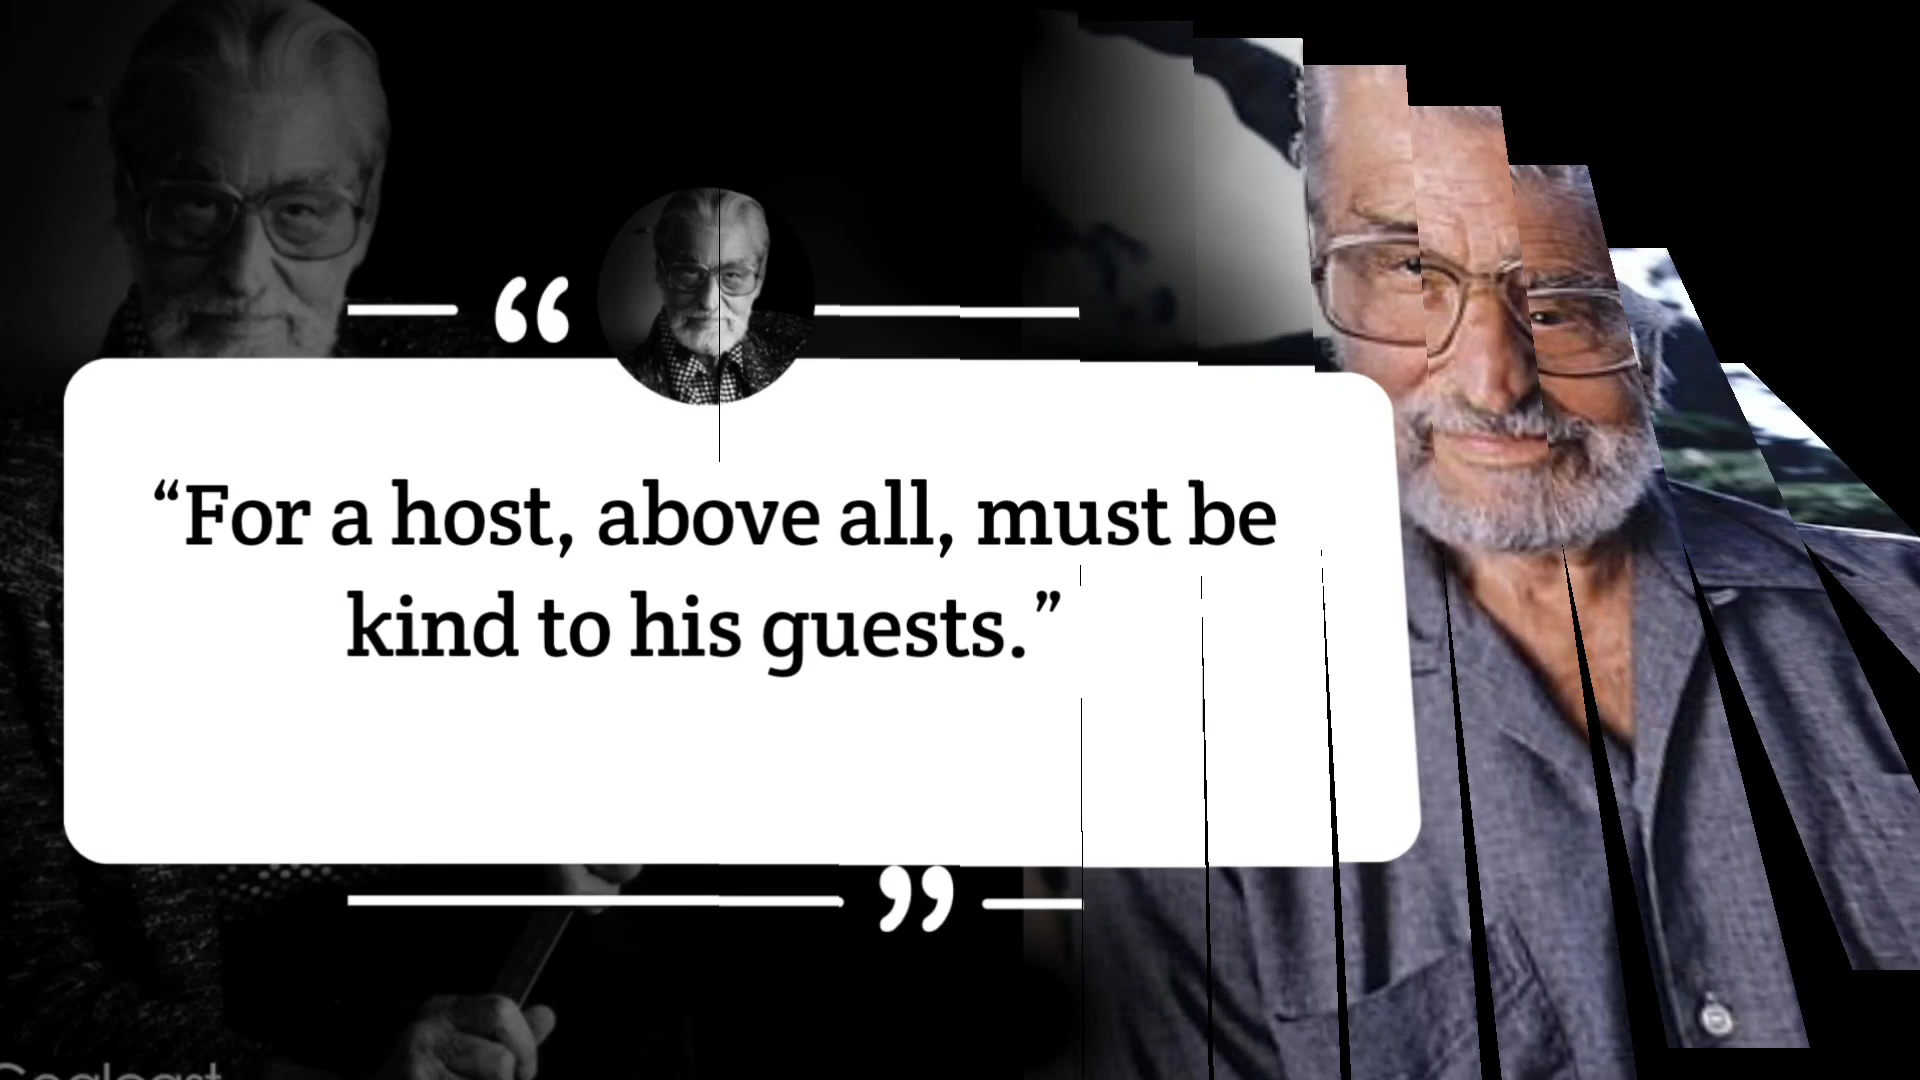 “For a host, above all, must be
kind to his guests.”